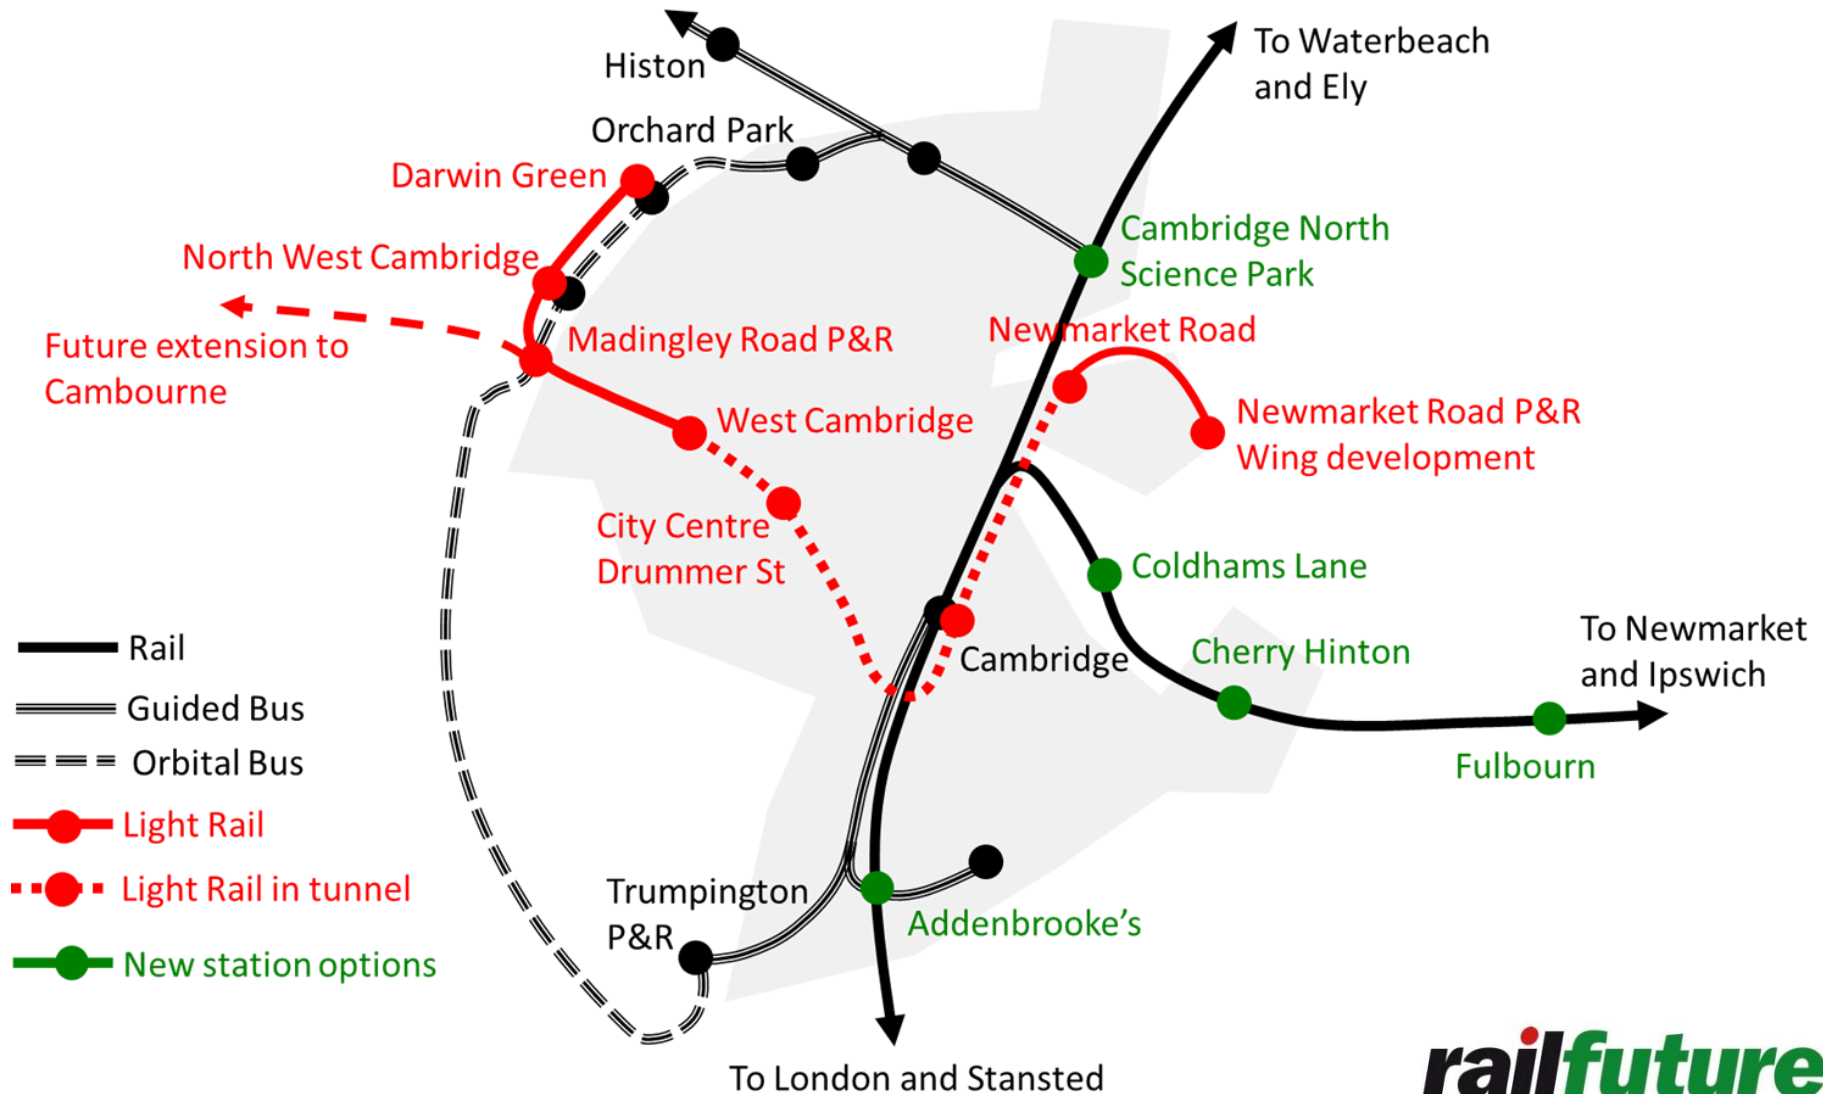 To Waterbeach
and Ely
Histon
Orchard Park
Darwin Green
Cambridge North
Science Park
North West Cambridge
Newmarket Road
Future extension to
Cambourne
Madingley Road P&R
West Cambridge
Newmarket Road P&R
Wing development
City Centre
Drummer St
Coldhams Lane
To Newmarket
and Ipswich
Cherry Hinton
Cambridge
Fulbourn
Rail
Guided Bus
Orbital Bus
Light Rail
Light Rail in tunnel
New station options
Trumpington
P&R
Addenbrooke's
To London and Stansted
railfuture